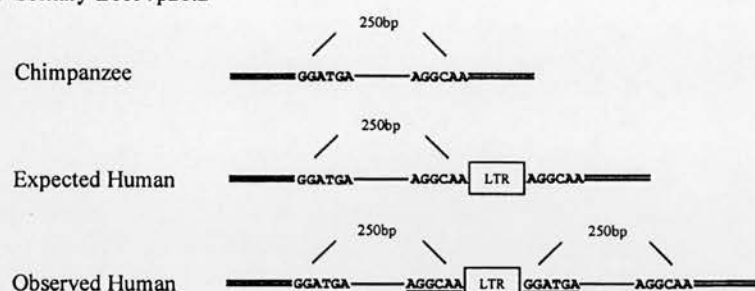 250bp
Chimpanzee GGATGA AGGCAA
250bp
Expected Human GGATGA AGGCAA LTR AGGCAA
250bp 250bp
Observed Human GGATGA AGGCAA LTR GGATGA AGGCAA